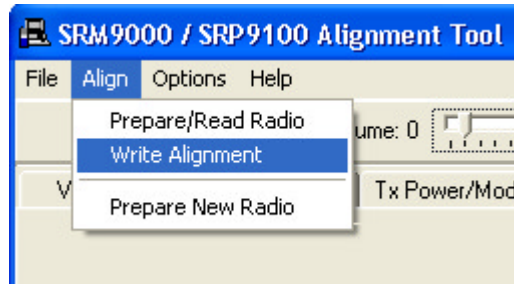 SRM9000 / SRP9100 Alignment Tool
File Align Options Help
Prepare/Read Radio
ume: 0
Write Alignment
V
Tx Power/Mod
Prepare New Radio